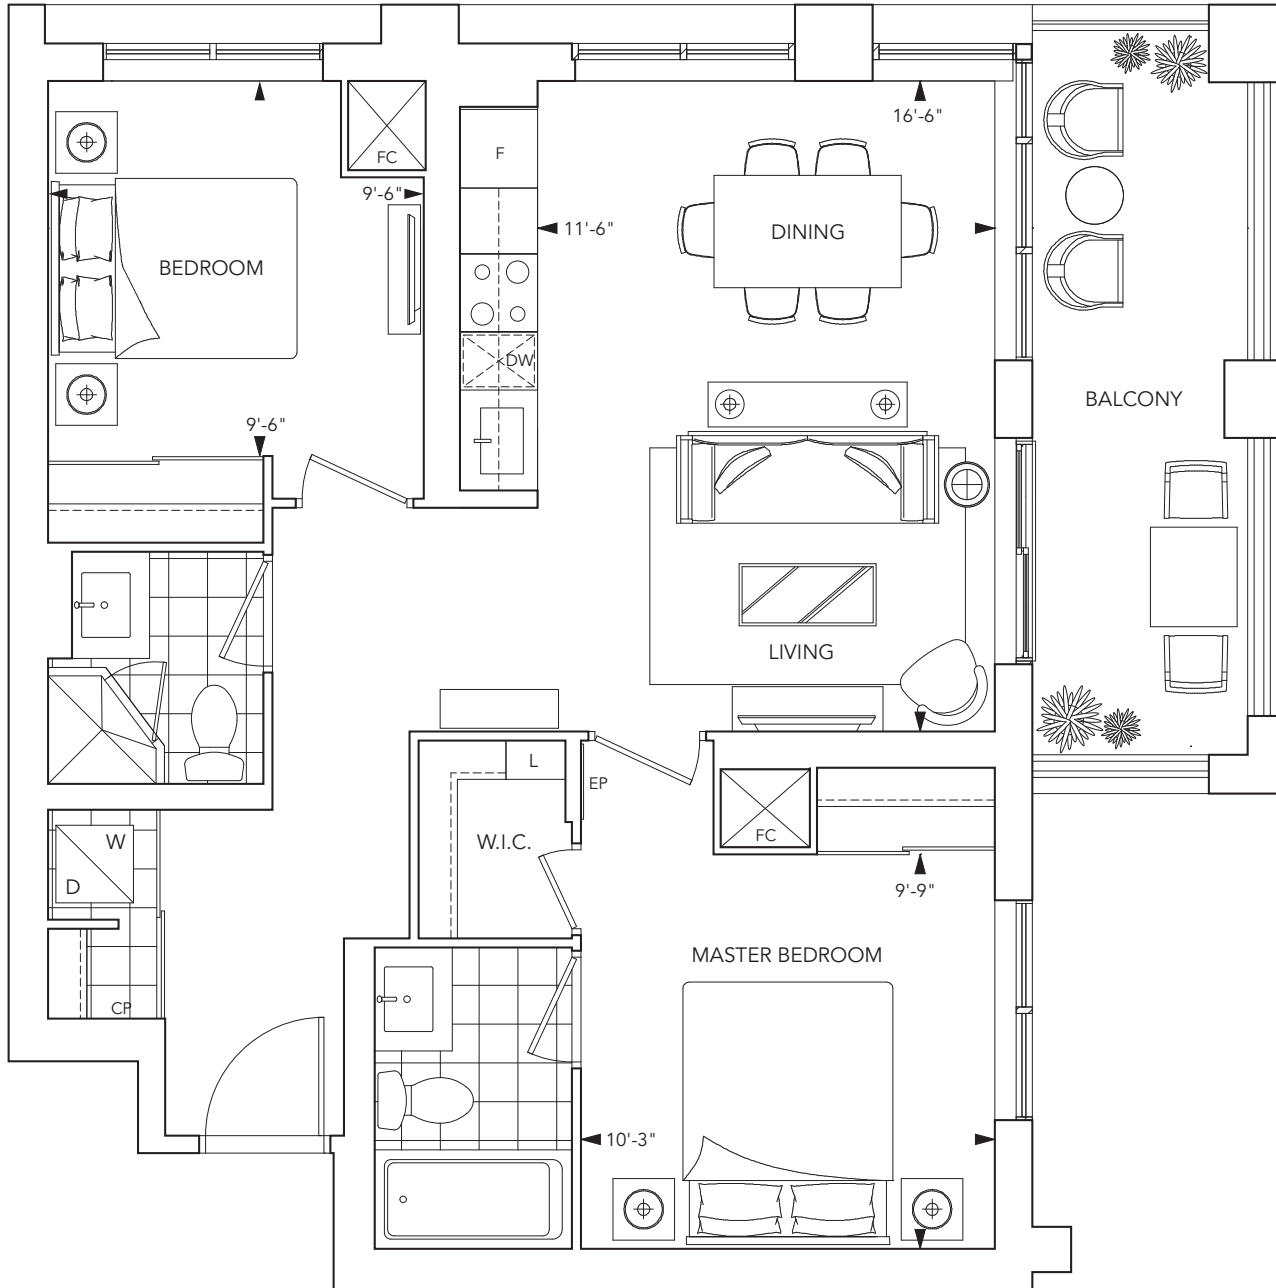 16'-6"
FC
F
9'-6"
11'-6"
DINING
BEDROOM
DW
BALCONY
9'-6"
LIVING
L
EP
W
W.I.C.
FC
D
9'-9"
MASTER BEDROOM
CP
10'-3"